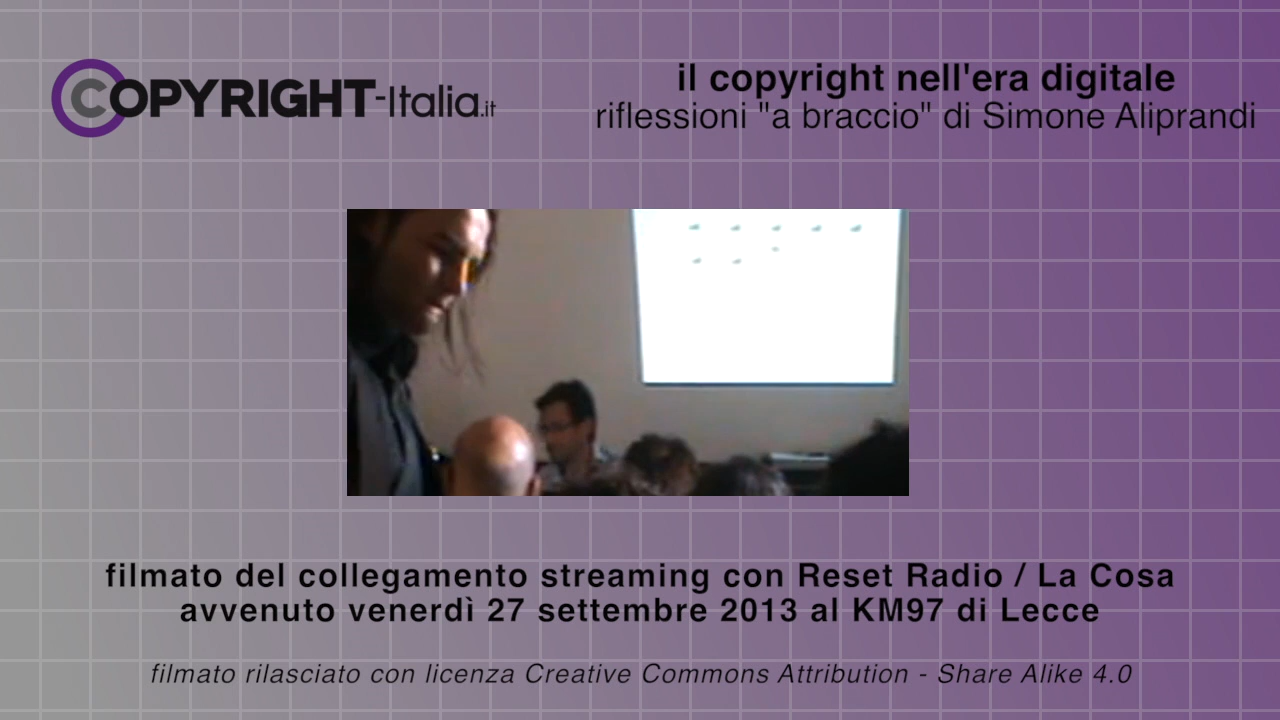 COPYRIGHT-Italia.it
il copyright nell'era digitale
riflessioni "a braccio" di Simone Aliprandi
filmato del collegamento streaming con Reset Radio / La Cosa
avvenuto venerdì 27 settembre 2013 al KM97 di Lecce
filmato rilasciato con licenza Creative Commons Attribution - Share Alike 4.0